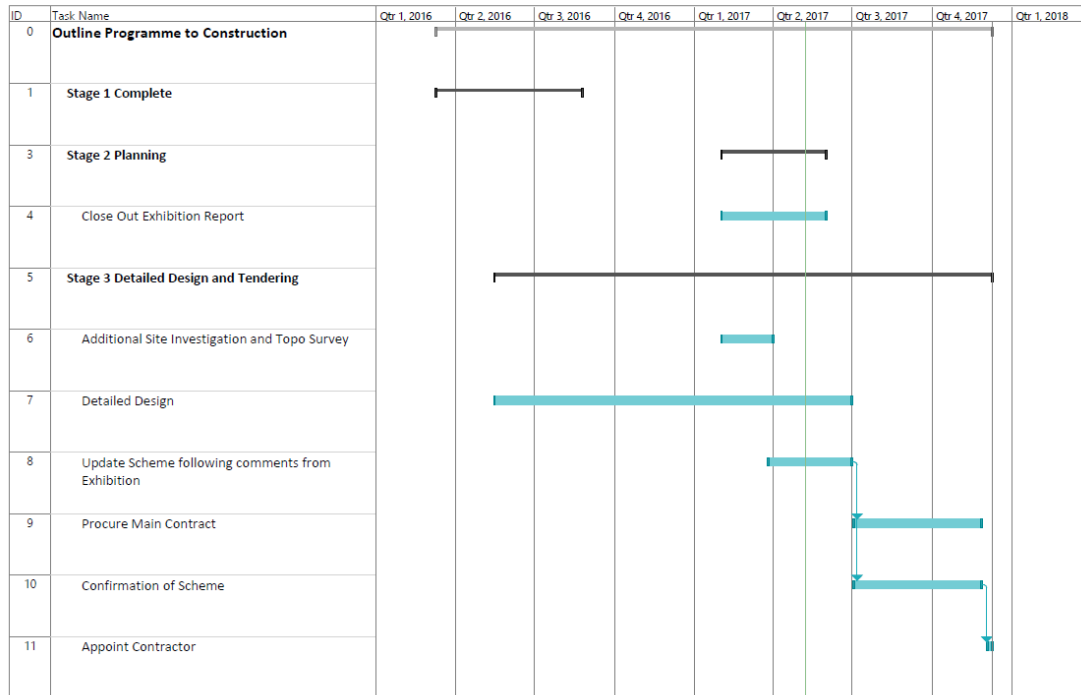 ID Task Name Qtr 1, 2016 Qtr 2, 2016 Qtr 3, 2016 Qtr 4, 2016 Qtr 1, 2017 Qtr 2, 2017 Qtr 3, 2017 Qtr 4, 2017 Qtr 1, 2018
0 Outline Programme to Construction
1 Stage 1 Complete
3 Stage 2 Planning
4 Close Out Exhibition Report
5 Stage 3 Detailed Design and Tendering
6 Additional Site Investigation and Topo Survey
7 Detailed Design
8 Update Scheme following comments from
Exhibition
9 Procure Main Contract
10 Confirmation of Scheme
11 Appoint Contractor